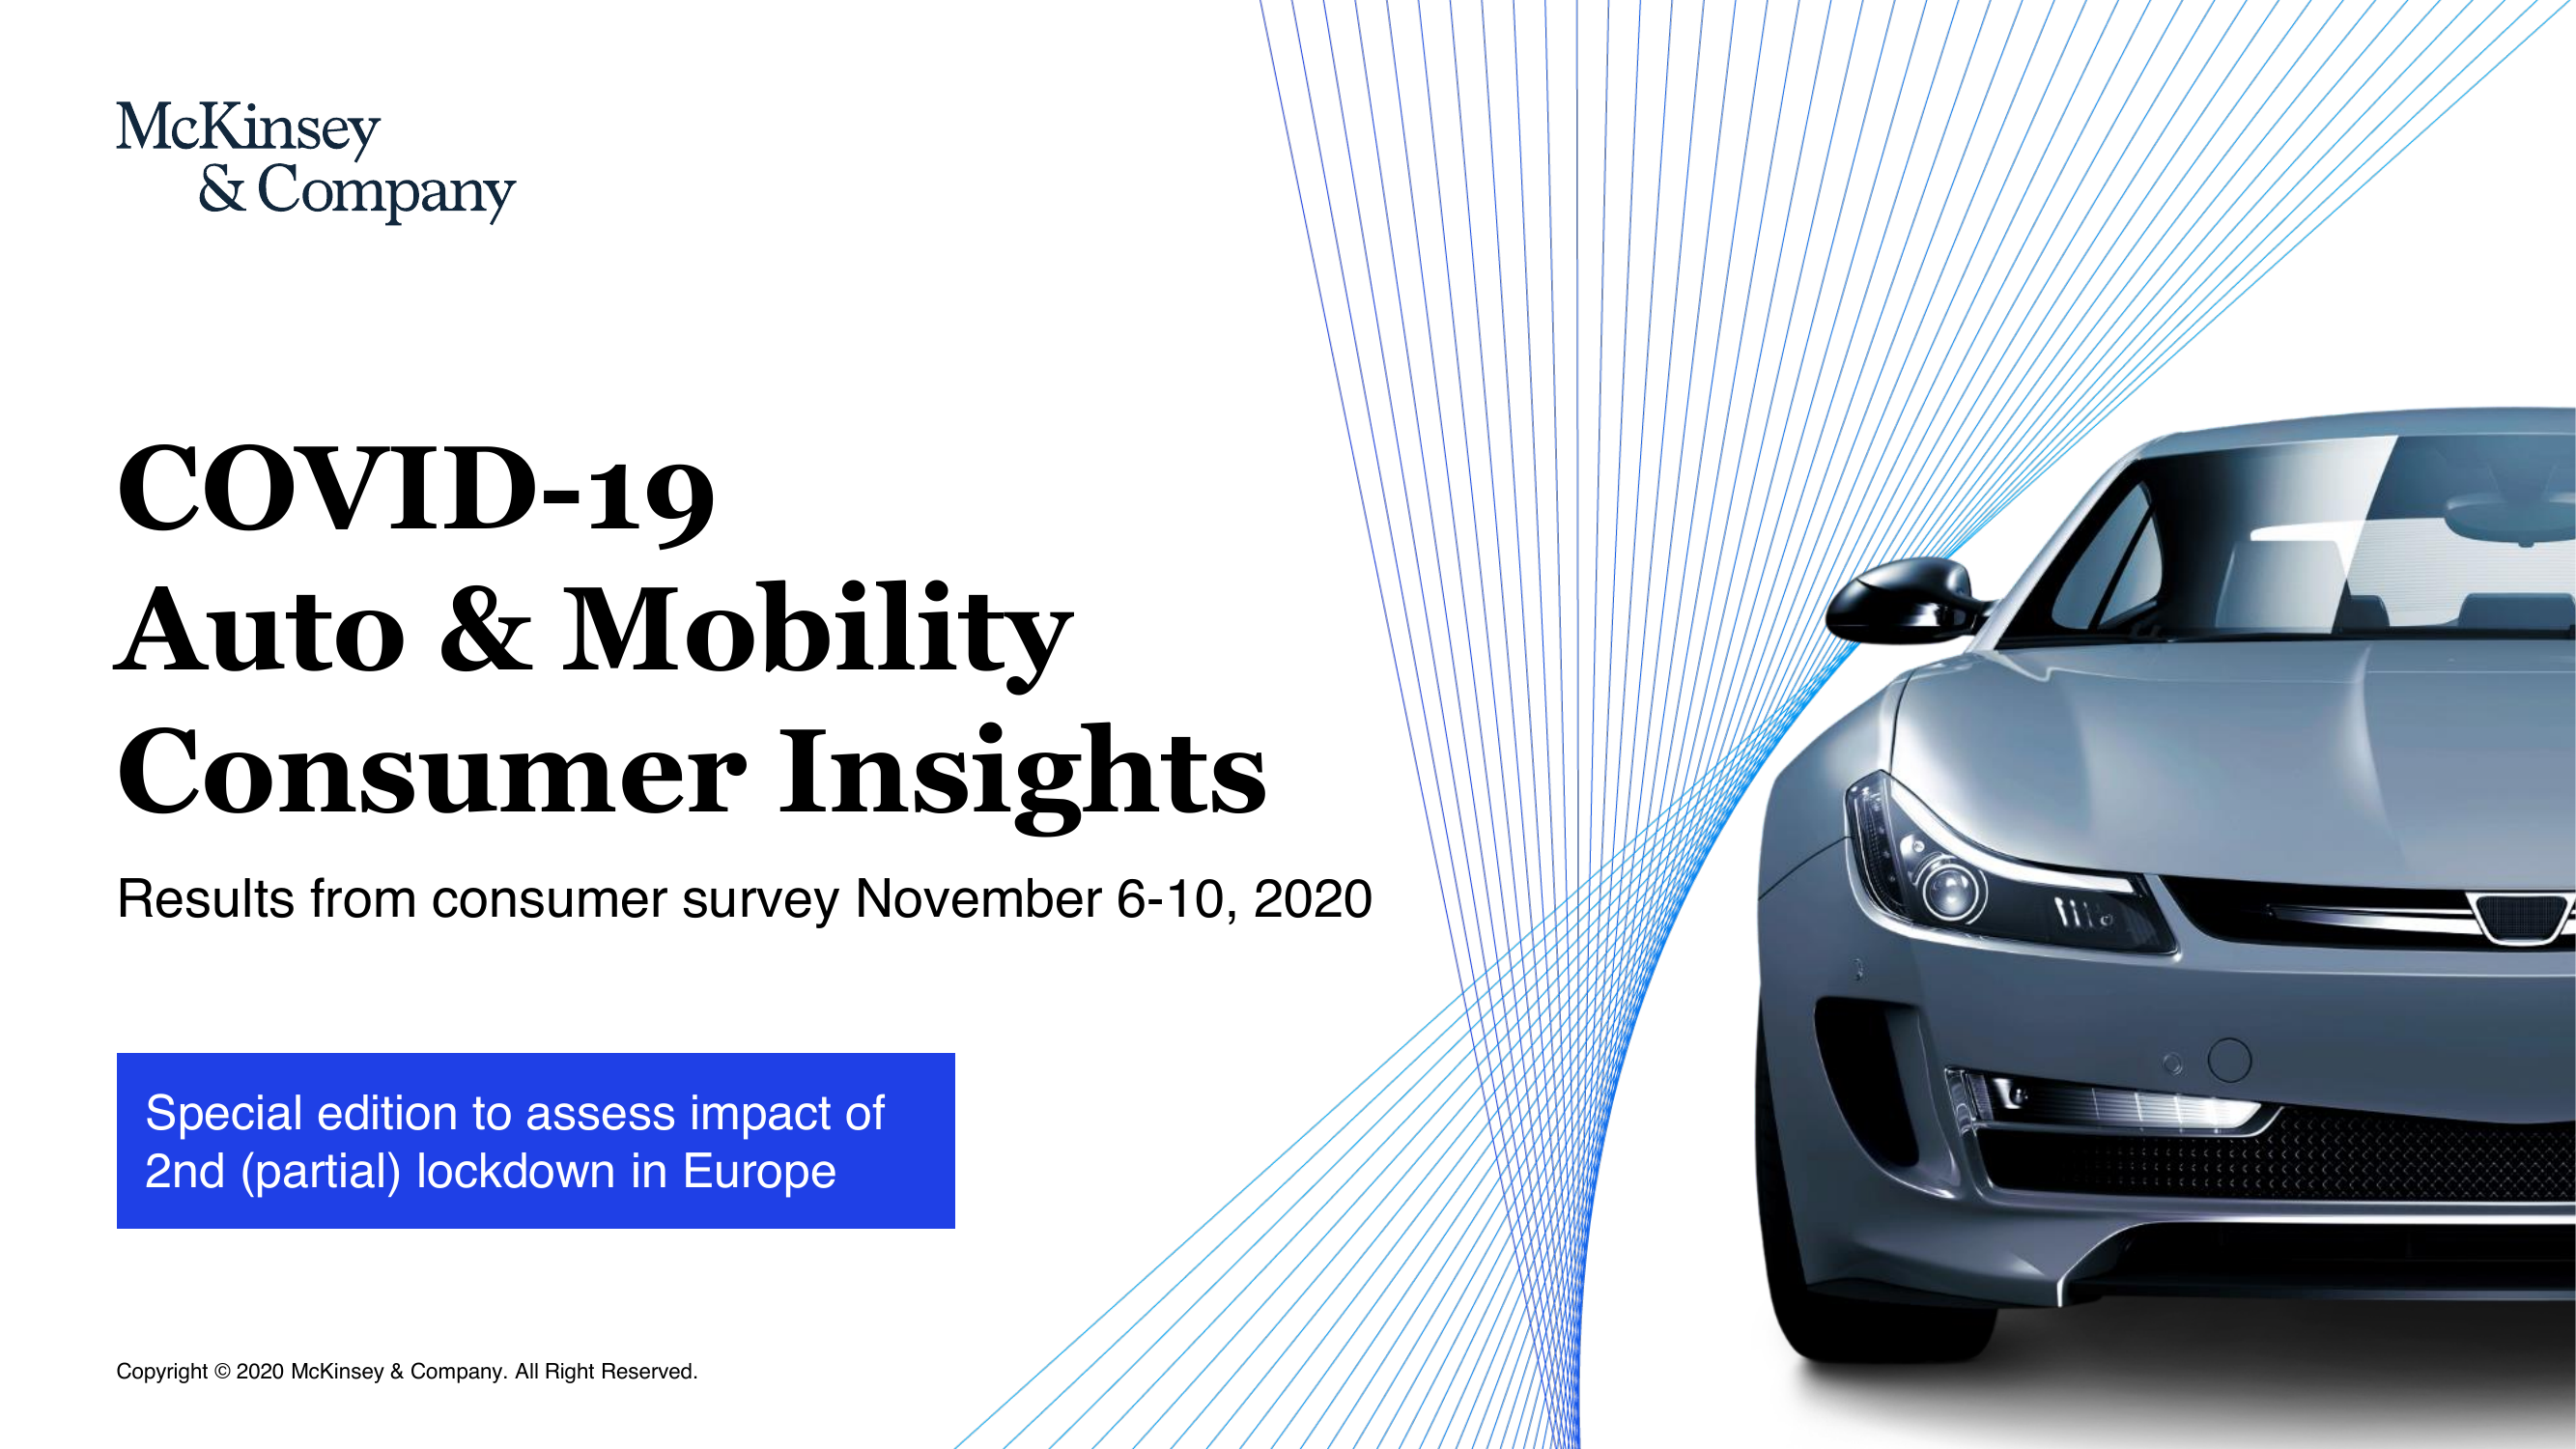 McKinsey
& Company
COVID-19
Auto & Mobility
Consumer Insights
Results from consumer survey November 6-10, 2020
Special edition to assess impact of
2nd (partial) lockdown in Europe
Copyright © 2020 McKinsey & Company. All Right Reserved.